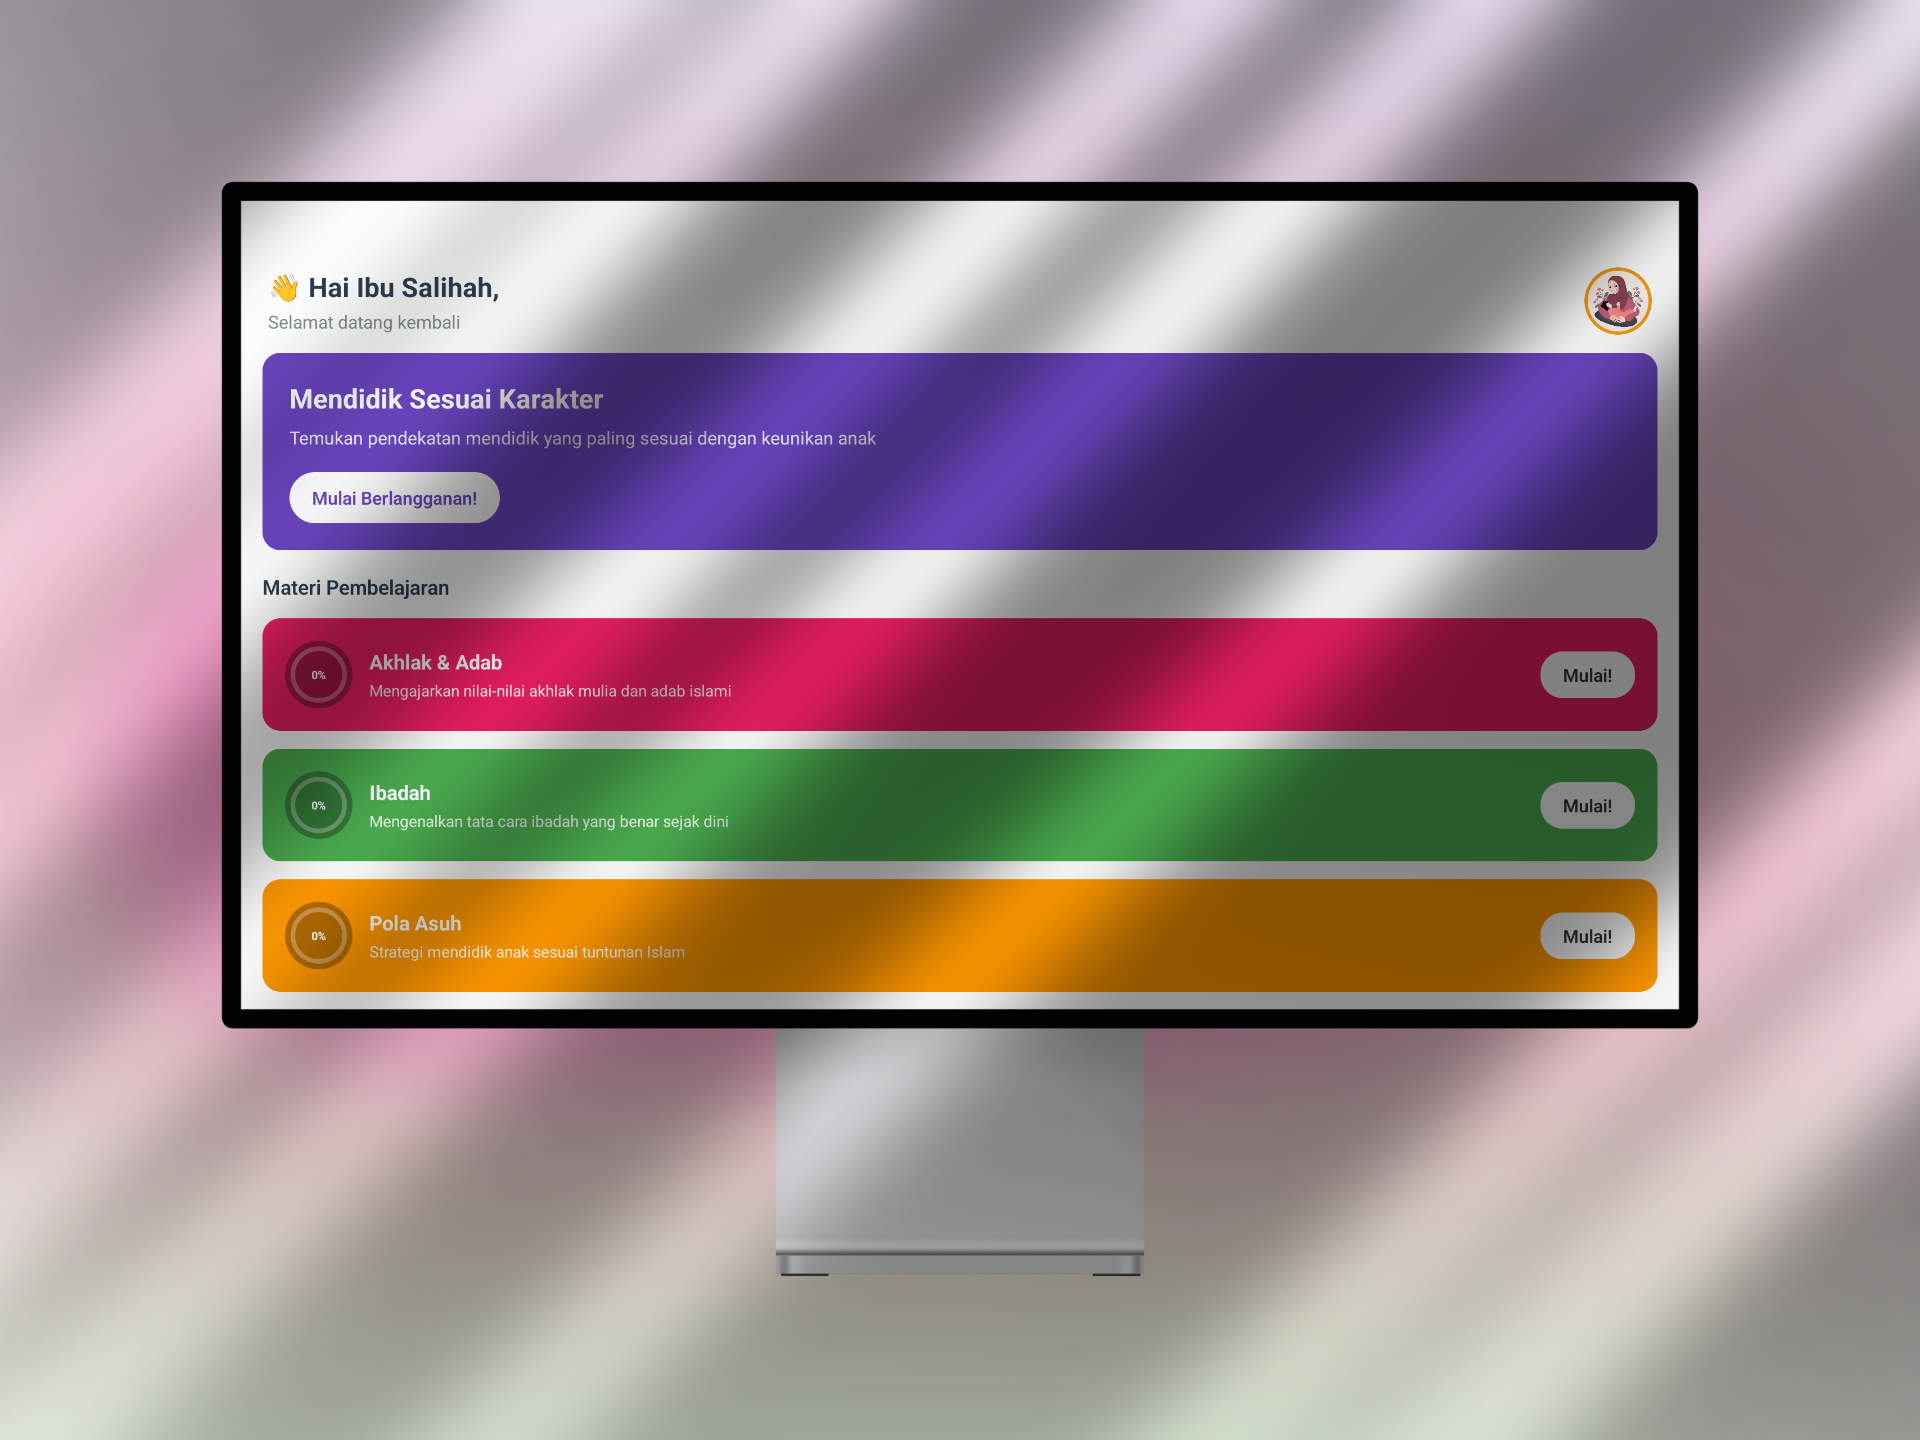 👋 Hai Ibu Salihah,
Selamat datang kembali
Mendidik Sesuai Karakter
Temukan pendekatan mendidik yang paling sesuai dengan keunikan anak
Mulai Berlangganan!
Materi Pembelajaran
0%
Akhlak & Adab
Mengajarkan nilai-nilai akhlak mulia dan adab islami
Mulai!
0%
Ibadah
Mengenalkan tata cara ibadah yang benar sejak dini
Mulai!
0%
Pola Asuh
Strategi mendidik anak sesuai tuntunan Islam
Mulai!